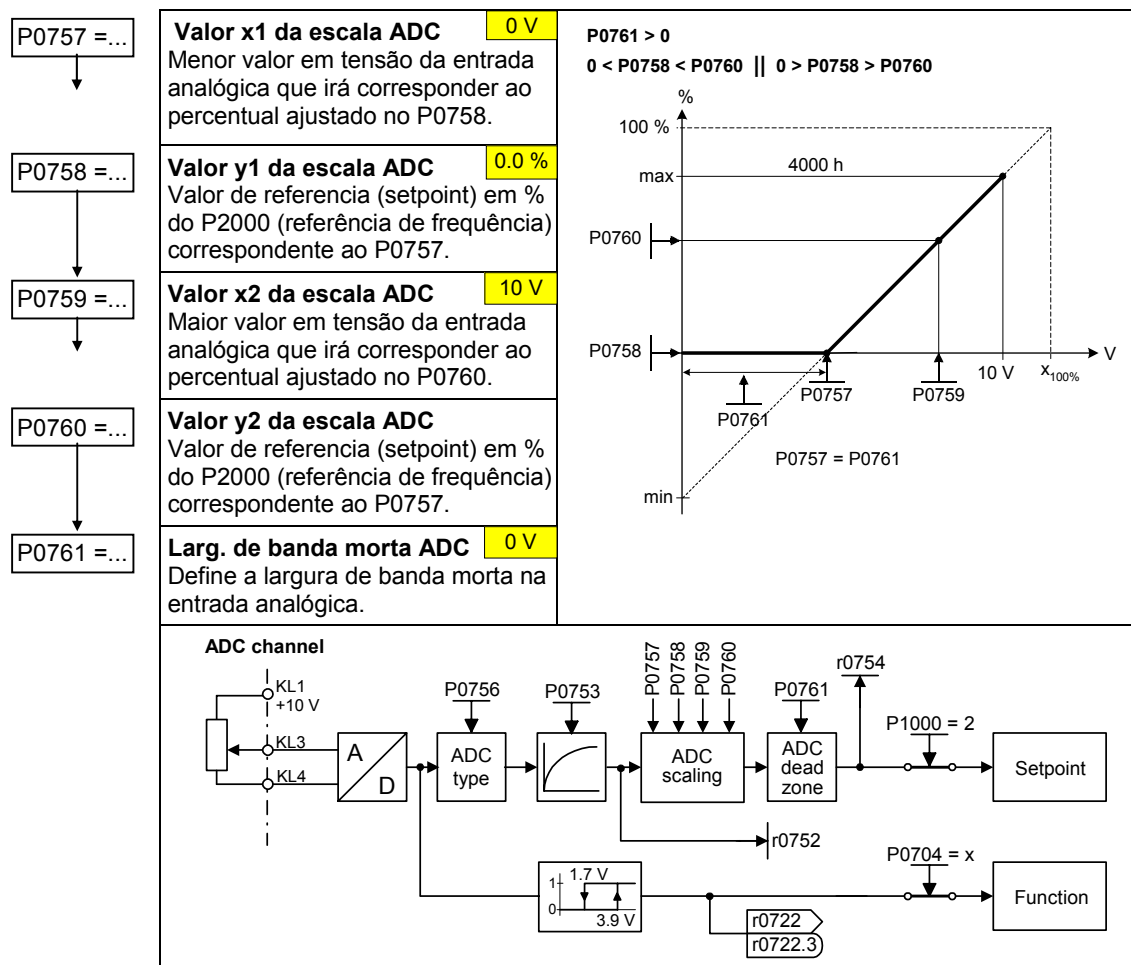 P0757 =...
Valor x1 da escala ADC
0 V
Menor valor em tensão da entrada
analógica que irá corresponder ao
percentual ajustado no P0758.
P0758 =...
Valor y1 da escala ADC
0.0 %
Valor de referencia (setpoint) em %
do P2000 (referência de frequência)
correspondente ao P0757.
P0759 =...
Valor x2 da escala ADC
10 V
Maior valor em tensão da entrada
analógica que irá corresponder ao
percentual ajustado no P0760.
P0760 =...
Valor y2 da escala ADC
Valor de referencia (setpoint) em %
do P2000 (referência de frequência)
correspondente ao P0757.
P0761 =...
Larg. de banda morta ADC
0 V
Define a largura de banda morta na
entrada analógica.
P0761 > 0
0 < P0758 < P0760 || 0 > P0758 > P0760
%
100 %
4000 h
max
P0760
P0758
V
10 V
x100%
P0757
P0759
P0761
P0757 = P0761
min
ADC channel
KL1
+10 V
KL3
KL4
A
D
P0756
ADC
type
P0753
P0757
P0758
P0759
P0760
ADC
scaling
P0761
ADC
dead
zone
r0754
P1000 = 2
Setpoint
r0752
1.7 V
1
0
3.9 V
P0704 = x
Function
r0722
r0722.3